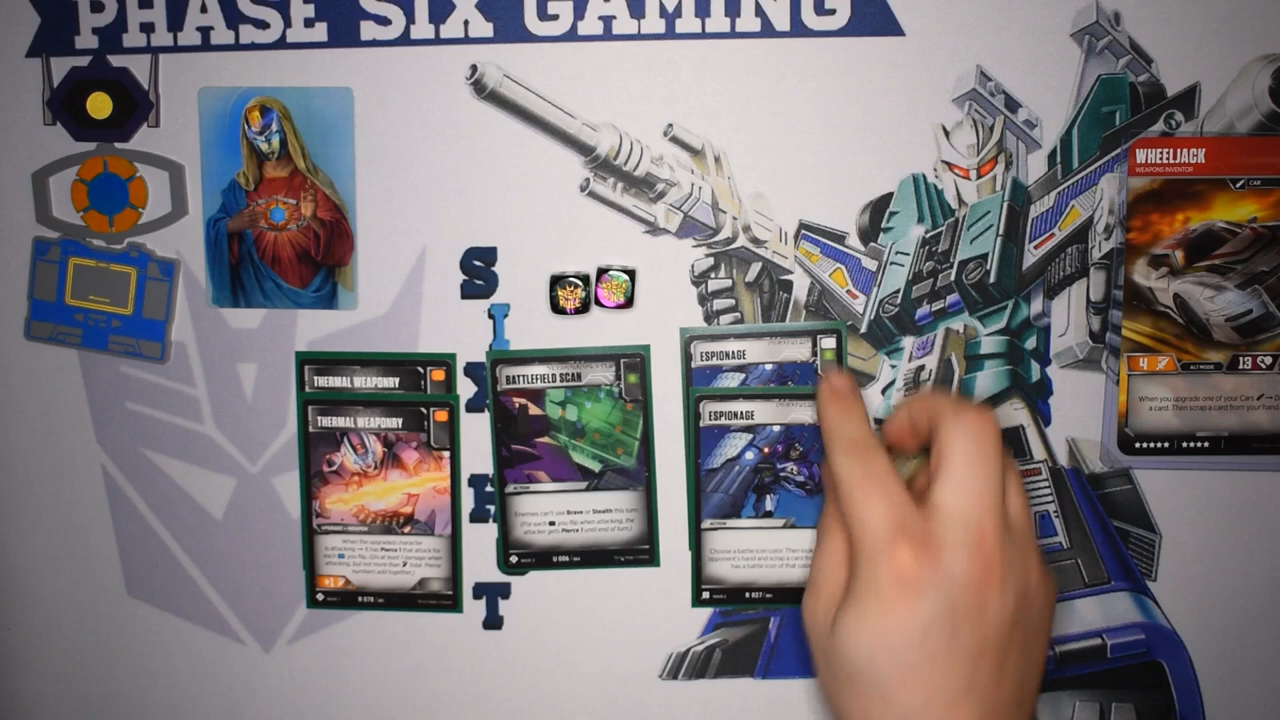 PHASE SIX GAMING
WHEELJACK
WEAPONS INVENTOR
CAR
4
ALT MODE
13
When you upgrade one of your Cars
a card. Then scrap a card from your hand
S
I
X
H
T
THERMAL WEAPONRY
THERMAL WEAPONRY
UPGRADE • WEAPON
When the upgraded character
is attacking → it has Pierce 1 that attack for
each you flip. (Do at least 1 damage when
attacking, but not more than total. Pierce
numbers add together.)
+1
BATTLEFIELD SCAN
ACTION
Enemies can't use Brave or Stealth this turn.
(For each you flip when attacking, the
attacker gets Pierce 1 until end of turn.)
ESPIONAGE
ESPIONAGE
ACTION
Choose a battle icon color. Then look
opponent's hand and scrap a card
has a battle icon of that color
R 027